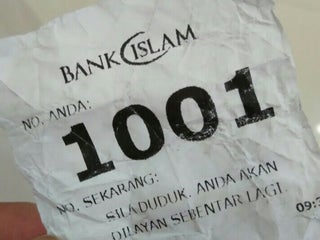 BANK ISLAM
NO. ANDA:
1001
NO. SEKARANG:
SILA DUDUK. ANDA AKAN
DILAYAN SEBENTAR LAGI.